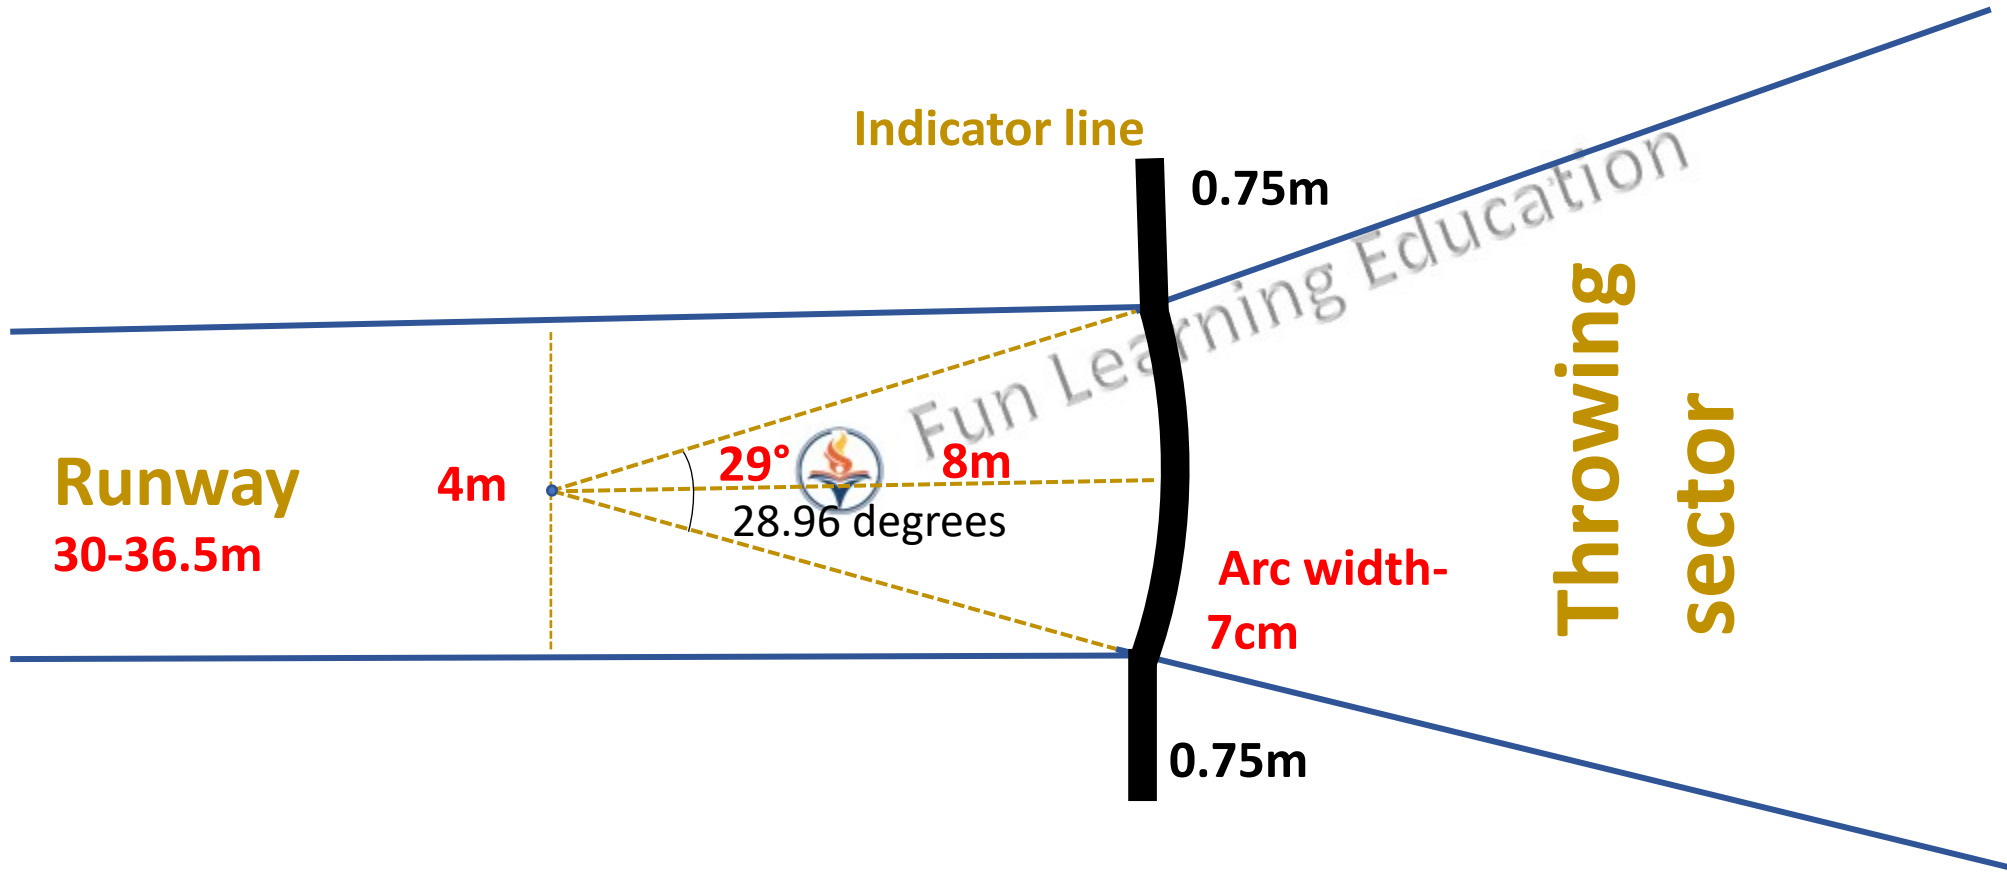 Indicator line
0.75m
Fun Learning Education
Throwing
sector
Runway
30-36.5m
4m
29°
8m
28.96 degrees
Arc width-
7cm
0.75m